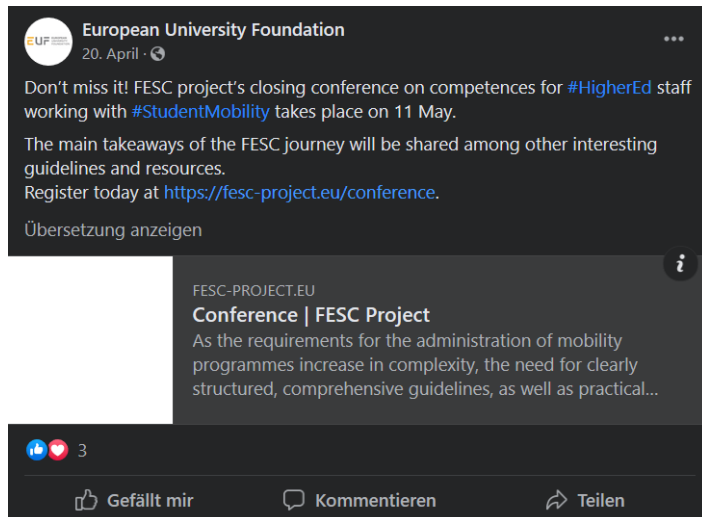 EUF EUROPEAN UNIVERSITY FOUNDATION
European University Foundation
20. April ·
Don't miss it! FESC project's closing conference on competences for #HigherEd staff
working with #StudentMobility takes place on 11 May.
The main takeaways of the FESC journey will be shared among other interesting
guidelines and resources.
Register today at https://fesc-project.eu/conference.
Übersetzung anzeigen
FESC-PROJECT.EU
Conference | FESC Project
As the requirements for the administration of mobility
programmes increase in complexity, the need for clearly
structured, comprehensive guidelines, as well as practical...
3
Gefällt mir
Kommentieren
Teilen